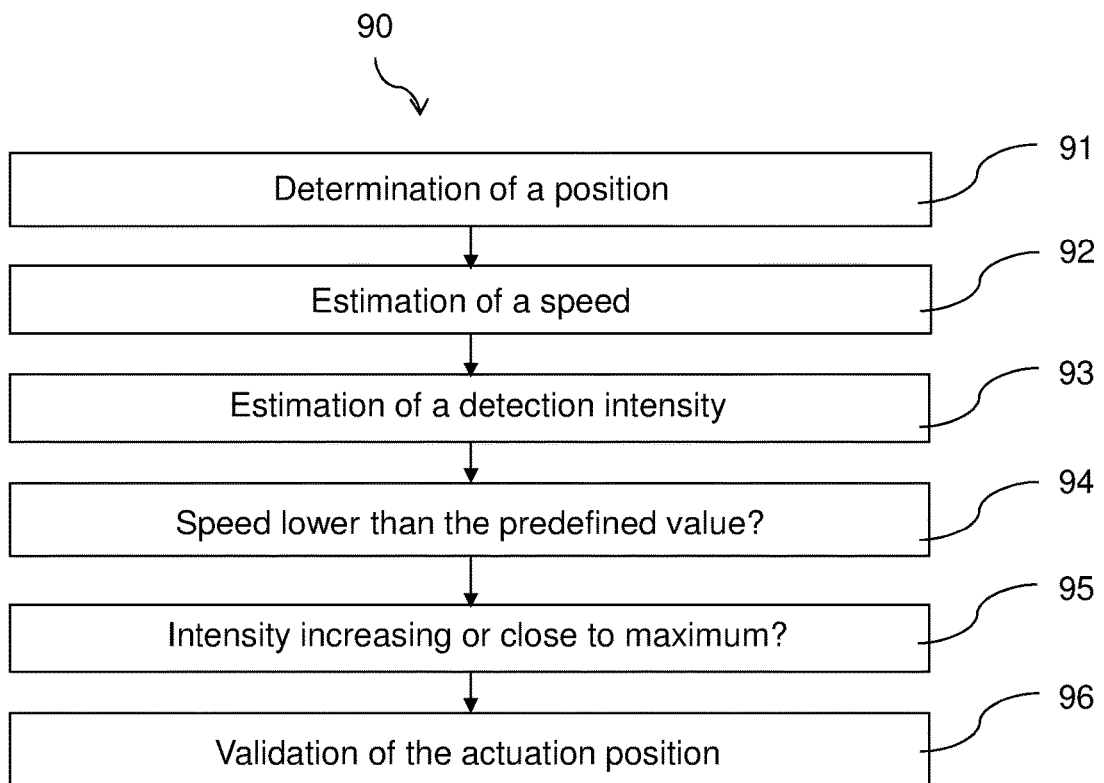 90
Determination of a position
91
Estimation of a speed
92
Estimation of a detection intensity
93
Speed lower than the predefined value?
94
Intensity increasing or close to maximum?
95
Validation of the actuation position
96